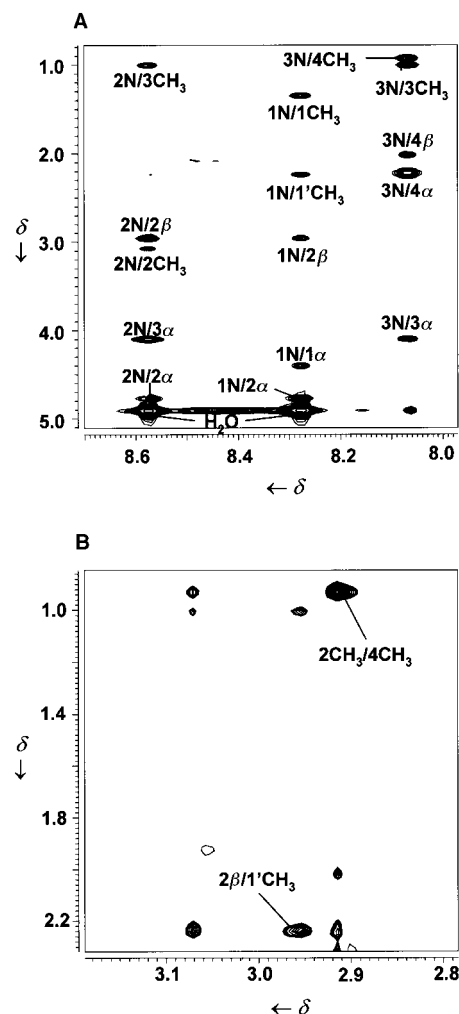 A
1.0
2.0
3.0
4.0
5.0
δ
↓
2N/3CH₃
3N/4CH₃
3N/3CH₃
1N/1CH₃
3N/4β
1N/1'CH₃
3N/4α
2N/2β
2N/2CH₃
1N/2β
2N/3α
3N/3α
1N/1α
2N/2α
1N/2α
H₂O
8.6
8.4
8.2
8.0
← δ
B
1.0
1.4
1.8
2.2
δ
↓
2CH₃/4CH₃
2β/1'CH₃
3.1
3.0
2.9
2.8
← δ